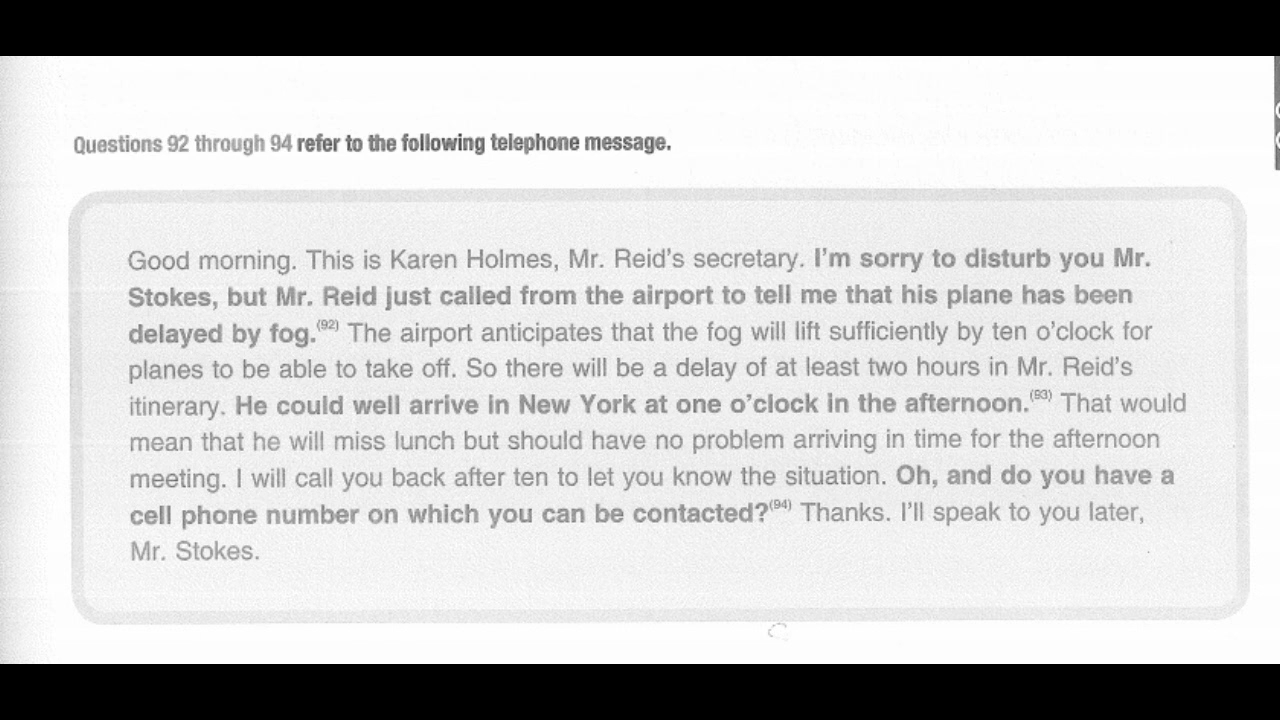 Questions 92 through 94 refer to the following telephone message.
Good morning. This is Karen Holmes, Mr. Reid's secretary. I'm sorry to disturb you Mr.
Stokes, but Mr. Reid just called from the airport to tell me that his plane has been
delayed by fog.(92) The airport anticipates that the fog will lift sufficiently by ten o'clock for
planes to be able to take off. So there will be a delay of at least two hours in Mr. Reid's
itinerary. He could well arrive in New York at one o'clock in the afternoon.(93) That would
mean that he will miss lunch but should have no problem arriving in time for the afternoon
meeting. I will call you back after ten to let you know the situation. Oh, and do you have a
cell phone number on which you can be contacted?(94) Thanks. I'll speak to you later,
Mr. Stokes.